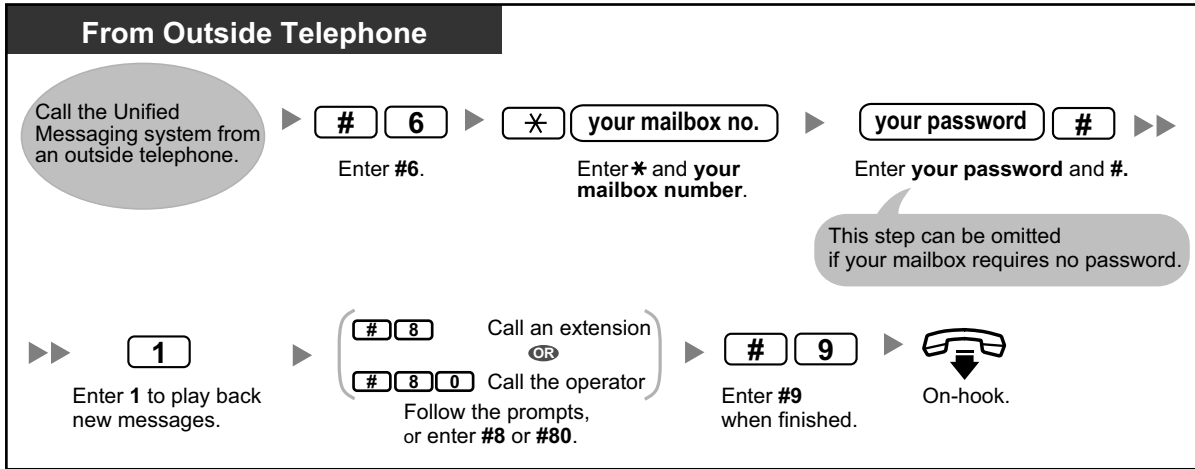 From Outside Telephone
Call the Unified
Messaging system from
an outside telephone.
# 6
Enter #6.
* your mailbox no.
Enter * and your
mailbox number.
your password #
Enter your password and #.
This step can be omitted
if your mailbox requires no password.
1
Enter 1 to play back
new messages.
# 8 Call an extension
OR
# 8 0 Call the operator
Follow the prompts,
or enter #8 or #80.
# 9
Enter #9
when finished.
On-hook.